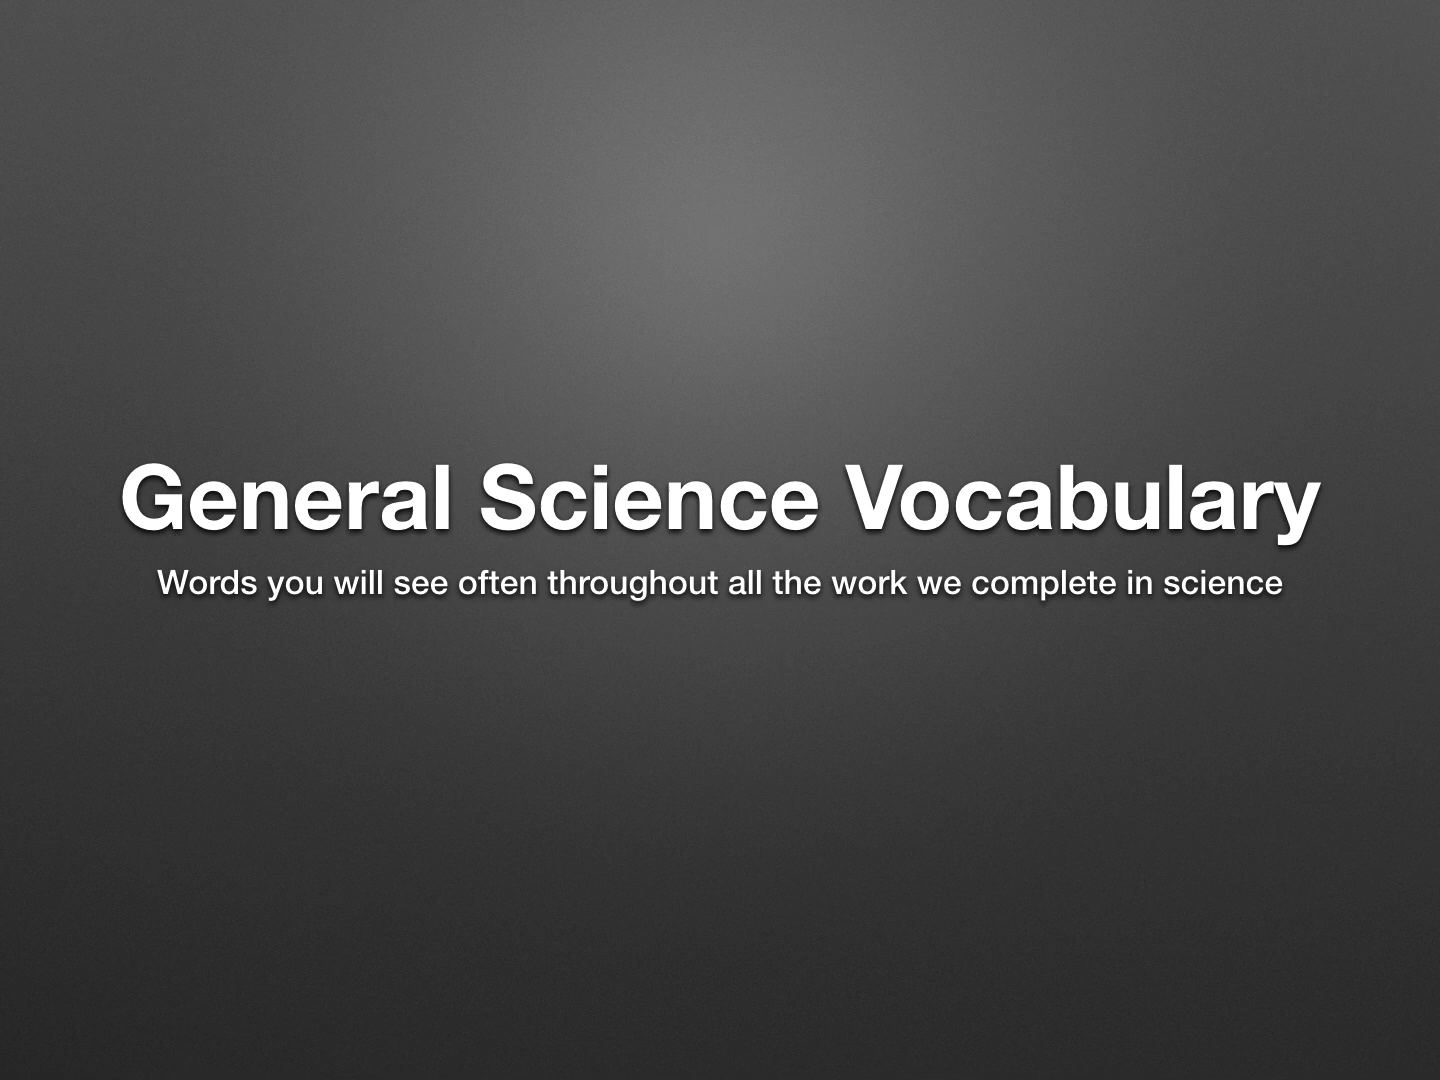 General Science Vocabulary
Words you will see often throughout all the work we complete in science